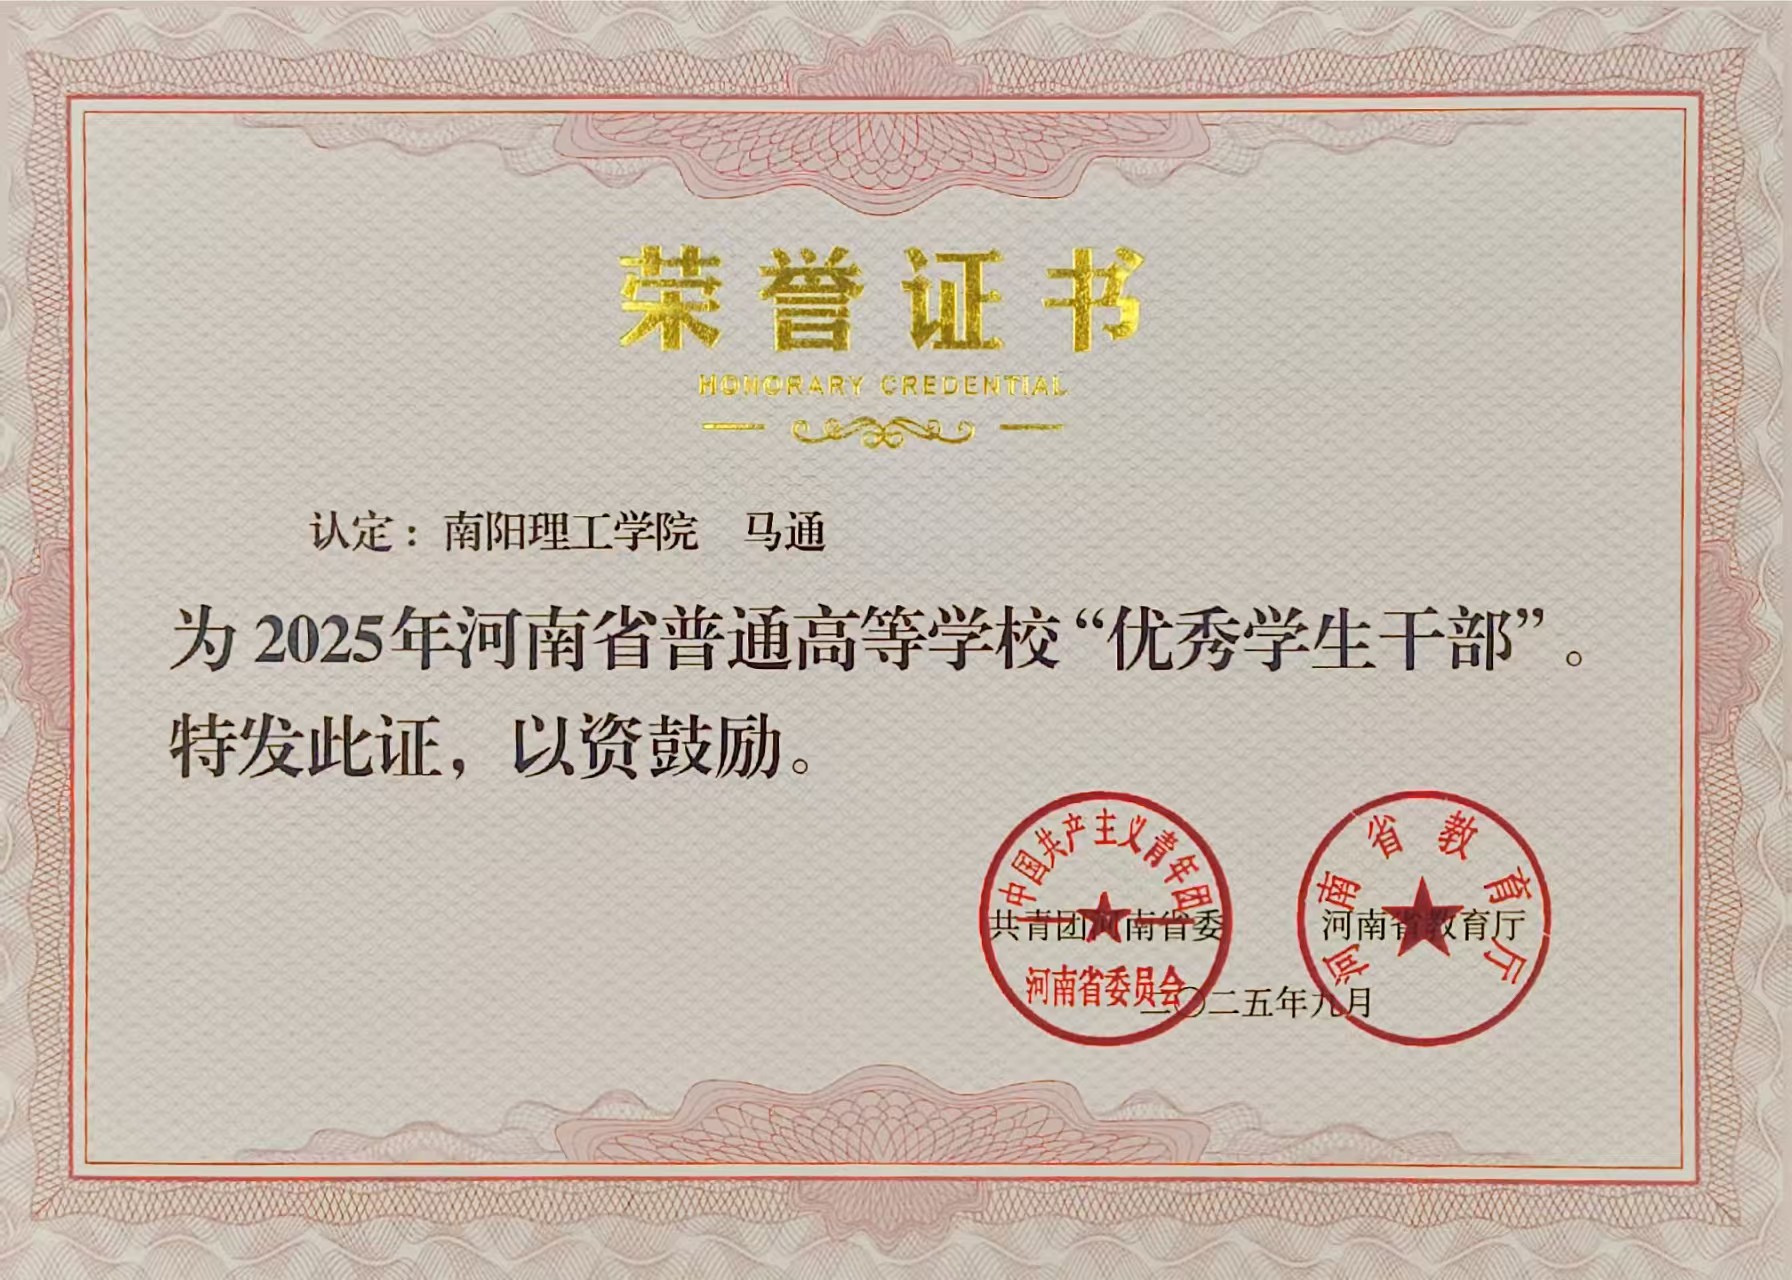 荣誉证书
HONORARY CREDENTIAL
认定：南阳理工学院　马通
为 2025年河南省普通高等学校“优秀学生干部”。
特发此证，以资鼓励。
中国共产主义青年团
河南省委员会
河南省教育厅
共青团河南省委　河南省教育厅
二〇二五年九月